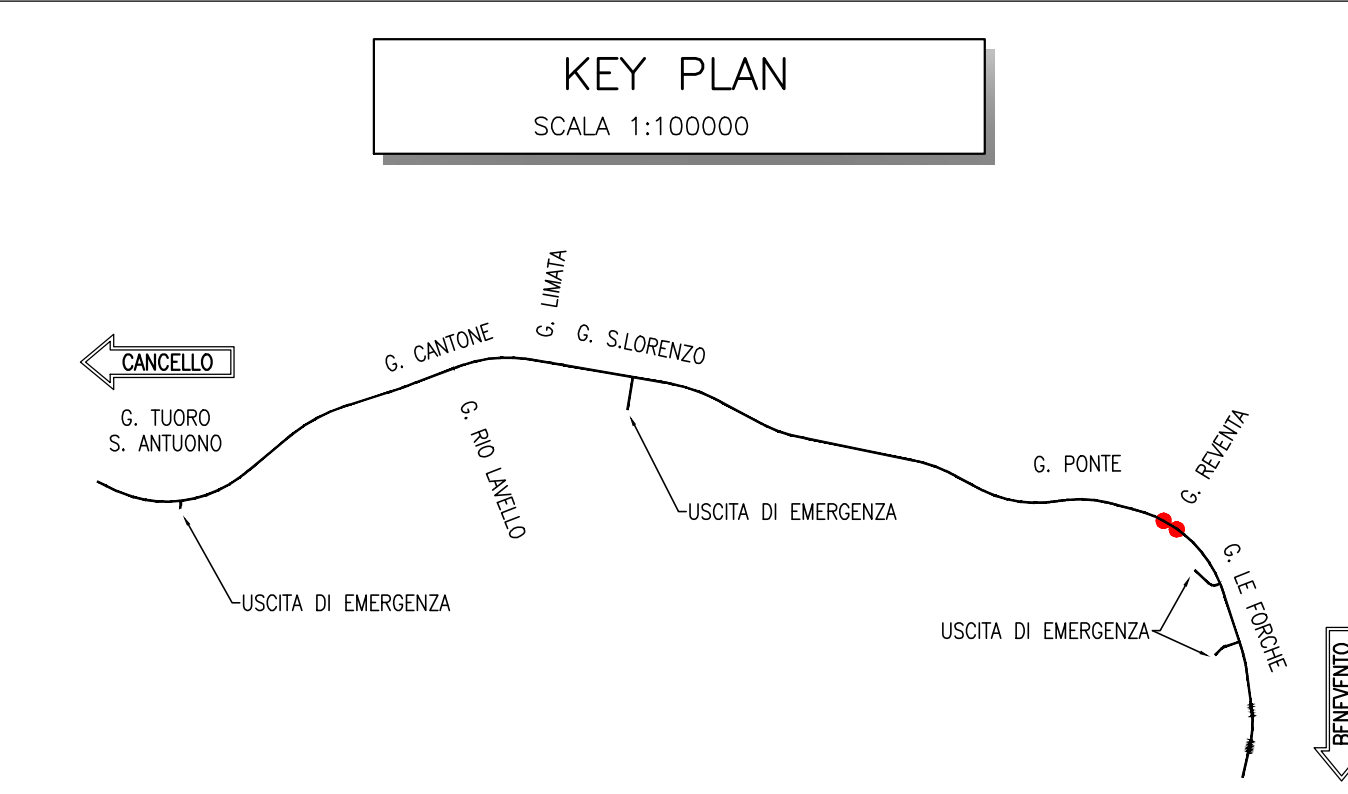 KEY PLAN
SCALA 1:100000
G. LIMATA
G. CANTONE
G. S.LORENZO
CANCELLO
G. TUORO
S. ANTUONO
G. RIO LAVELLO
G. PONTE
G. REVENTA
USCITA DI EMERGENZA
USCITA DI EMERGENZA
G. LE FORCHE
USCITA DI EMERGENZA
BENEVENTO